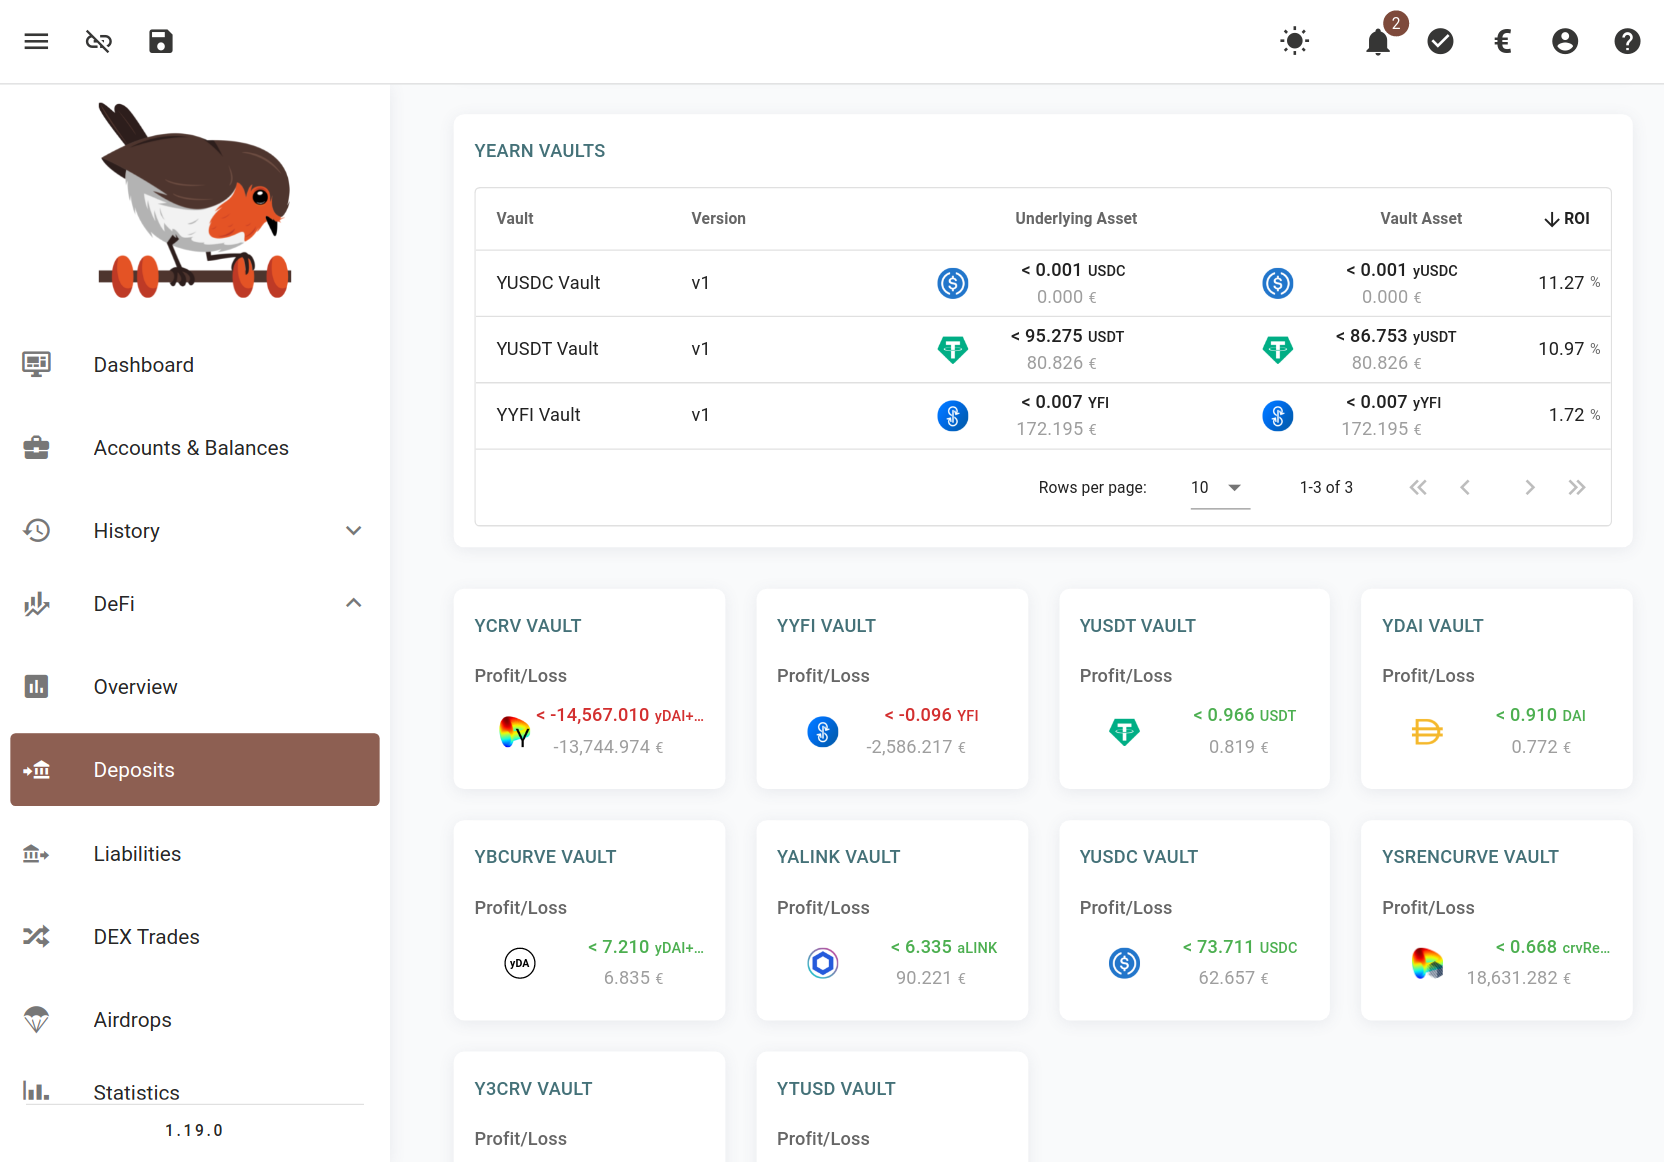 2
Dashboard
Accounts & Balances
History
DeFi
Overview
Deposits
Liabilities
DEX Trades
Airdrops
Statistics
1.19.0
YEARN VAULTS
Vault Version Underlying Asset Vault Asset ROI
YUSDC Vault v1 < 0.001 USDC < 0.001 yUSDC 11.27 %
0.000 € 0.000 €
YUSDT Vault v1 < 95.275 USDT < 86.753 yUSDT 10.97 %
80.826 € 80.826 €
YYFI Vault v1 < 0.007 YFI < 0.007 yYFI 1.72 %
172.195 € 172.195 €
Rows per page: 10 1-3 of 3
YCRV VAULT
Profit/Loss
< -14,567.010 yDAI+…
-13,744.974 €
YYFI VAULT
Profit/Loss
< -0.096 YFI
-2,586.217 €
YUSDT VAULT
Profit/Loss
< 0.966 USDT
0.819 €
YDAI VAULT
Profit/Loss
< 0.910 DAI
0.772 €
YBCURVE VAULT
Profit/Loss
yDA
< 7.210 yDAI+…
6.835 €
YALINK VAULT
Profit/Loss
< 6.335 aLINK
90.221 €
YUSDC VAULT
Profit/Loss
< 73.711 USDC
62.657 €
YSRENCURVE VAULT
Profit/Loss
< 0.668 crvRe…
18,631.282 €
Y3CRV VAULT
Profit/Loss
YTUSD VAULT
Profit/Loss